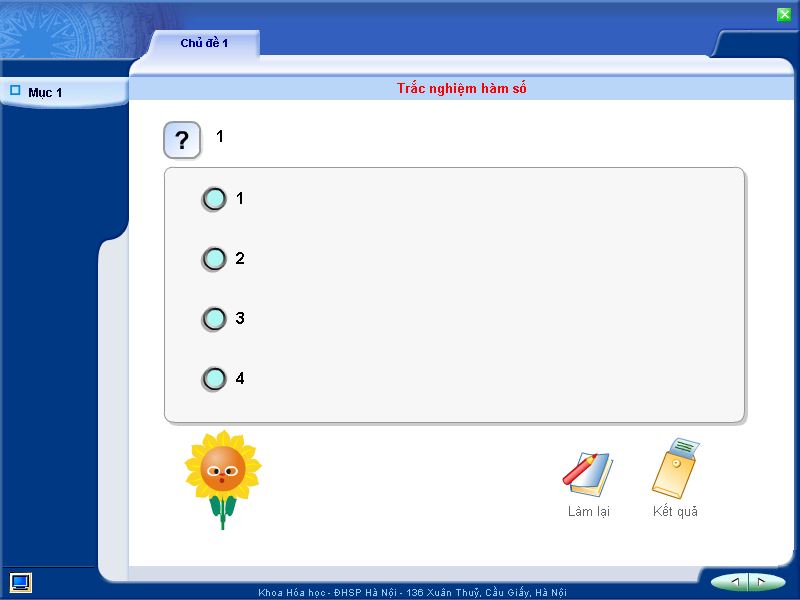 Chủ đề 1
Mục 1
Trắc nghiệm hàm số
? 1
1
2
3
4
Làm lại
Kết quả
Khoa Hóa học - ĐHSP Hà Nội - 136 Xuân Thuỷ, Cầu Giấy, Hà Nội